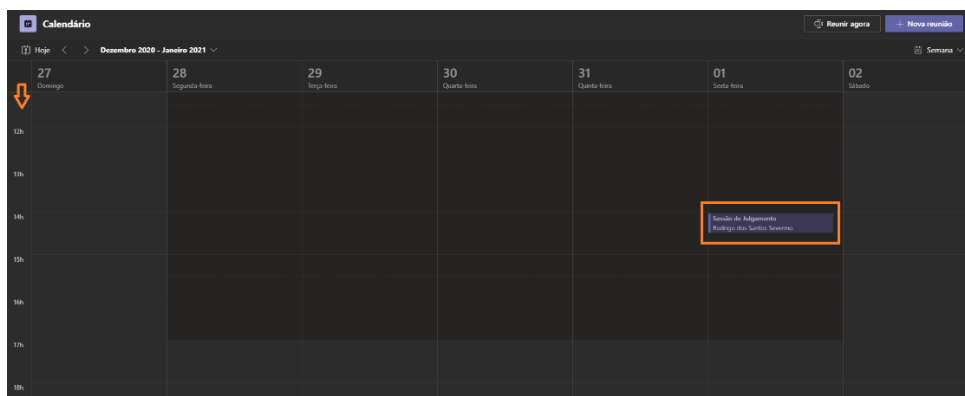 Calendário
Reunir agora
+ Nova reunião
Hoje < > Dezembro 2020 - Janeiro 2021
Semana
27
Domingo
28
Segunda-feira
29
Terça-feira
30
Quarta-feira
31
Quinta-feira
01
Sexta-feira
02
Sábado
12h
13h
14h
Sessão de Julgamento
Rodrigo dos Santos Severino
15h
16h
17h
18h